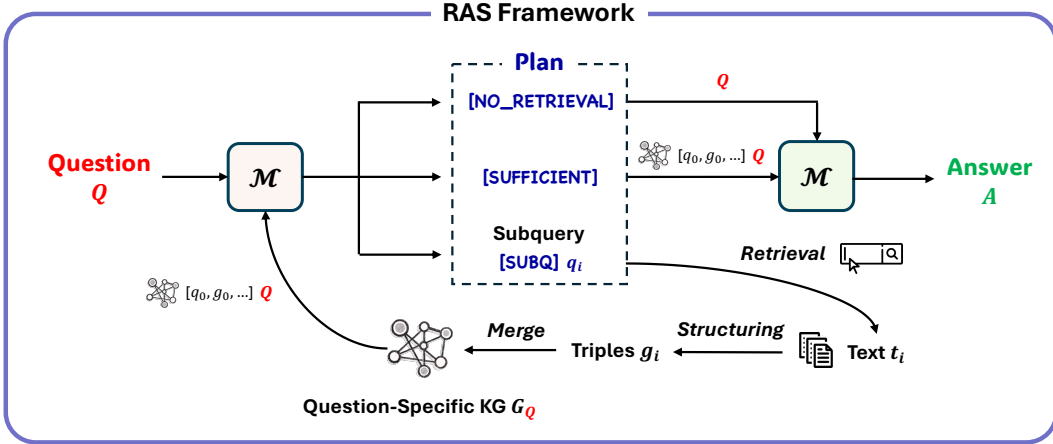 RAS Framework
Plan
[NO_RETRIEVAL]
Q
Question
Q
ℳ
[SUFFICIENT]
[q₀, g₀, …] Q
ℳ
Answer
A
Subquery
[SUBQ] qᵢ
Retrieval
[q₀, g₀, …] Q
Merge
Structuring
Triples gᵢ
Text tᵢ
Question-Specific KG G_Q